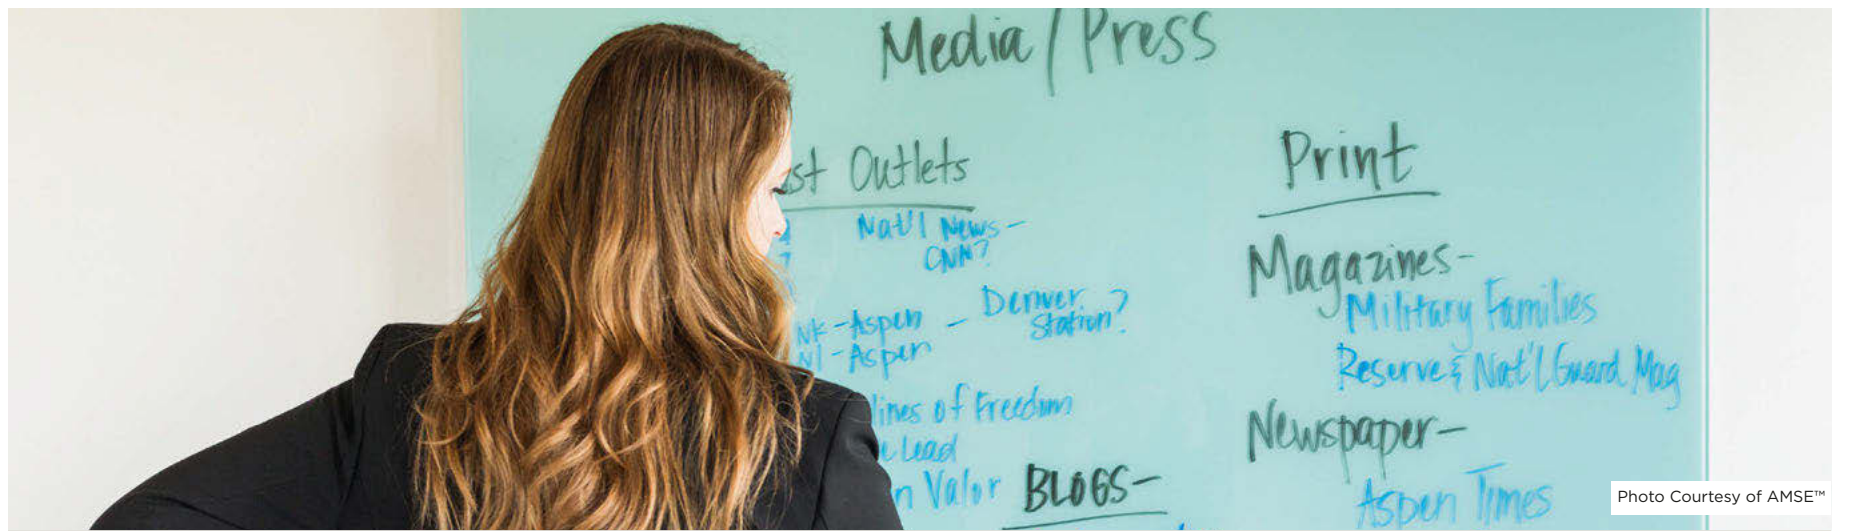 Media / Press
Outlets
Nat'l News-
CNN?
-Aspen - Denver Station?
-Aspen
of Freedom
Lead
Valor
BLOGS-
Print
Magazines-
Military Families
Reserve & Nat'l Guard Mag
Newspaper-
Aspen Times
Photo Courtesy of AMSE™